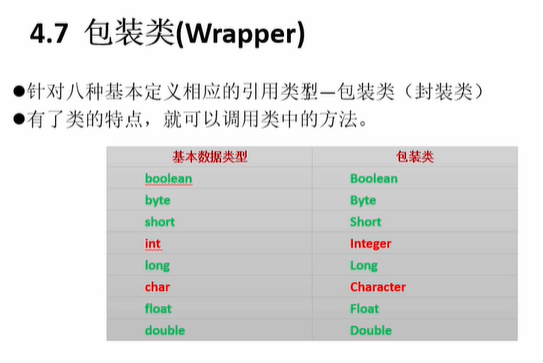 4.7 包装类(Wrapper)
●针对八种基本定义相应的引用类型—包装类（封装类）
●有了类的特点，就可以调用类中的方法。
基本数据类型 包装类
boolean Boolean
byte Byte
short Short
int Integer
long Long
char Character
float Float
double Double